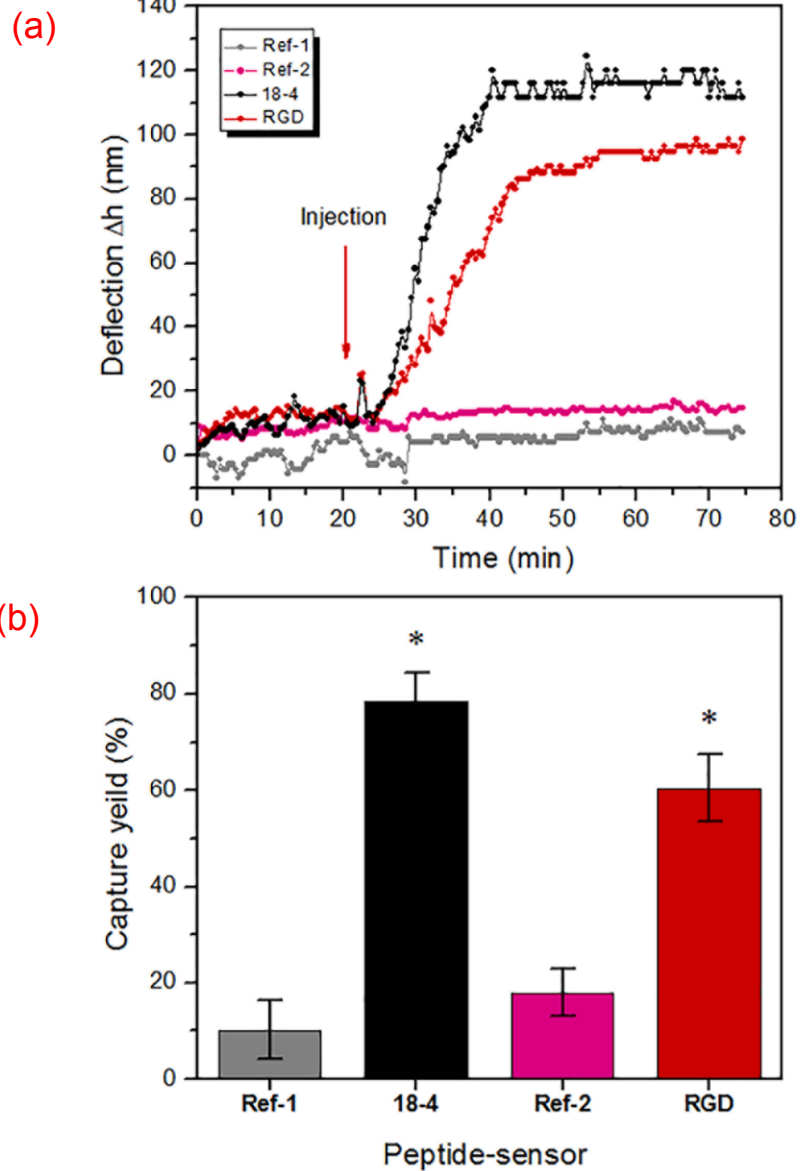 (a)
140
120
100
80
60
40
20
0
Deflection Δh (nm)
Ref-1
Ref-2
18-4
RGD
Injection
0 10 20 30 40 50 60 70 80
Time (min)
(b)
100
80
60
40
20
0
Capture yeild (%)
*
*
Ref-1 18-4 Ref-2 RGD
Peptide-sensor